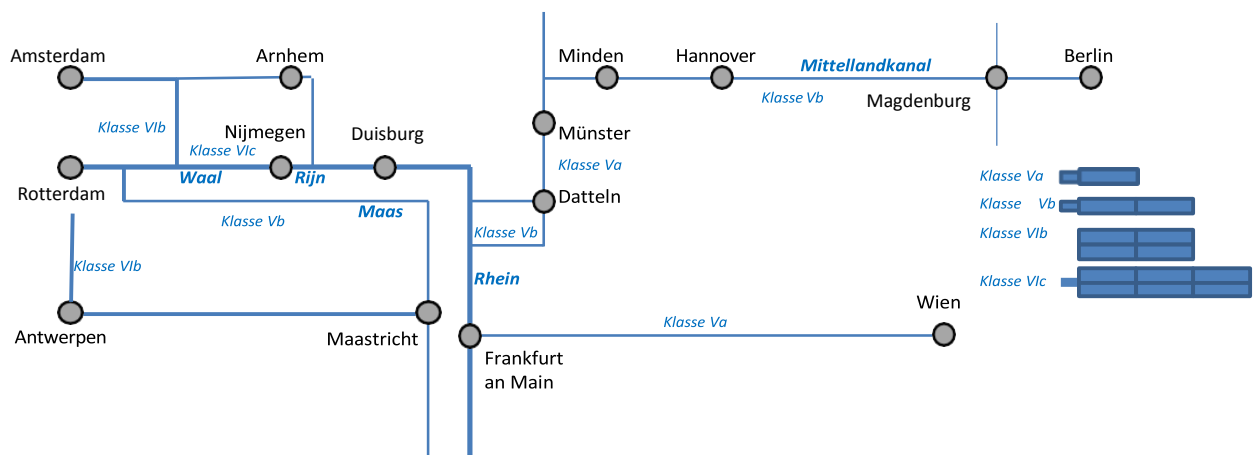 Amsterdam
Arnhem
Minden
Hannover
Mittellandkanal
Berlin
Klasse Vb
Magdenburg
Klasse VIb
Nijmegen
Duisburg
Münster
Klasse VIc
Klasse Va
Waal
Rijn
Rotterdam
Datteln
Maas
Klasse Vb
Klasse Vb
Klasse Va
Klasse Vb
Klasse VIb
Klasse VIc
Klasse VIb
Rhein
Wien
Klasse Va
Antwerpen
Maastricht
Frankfurt
an Main